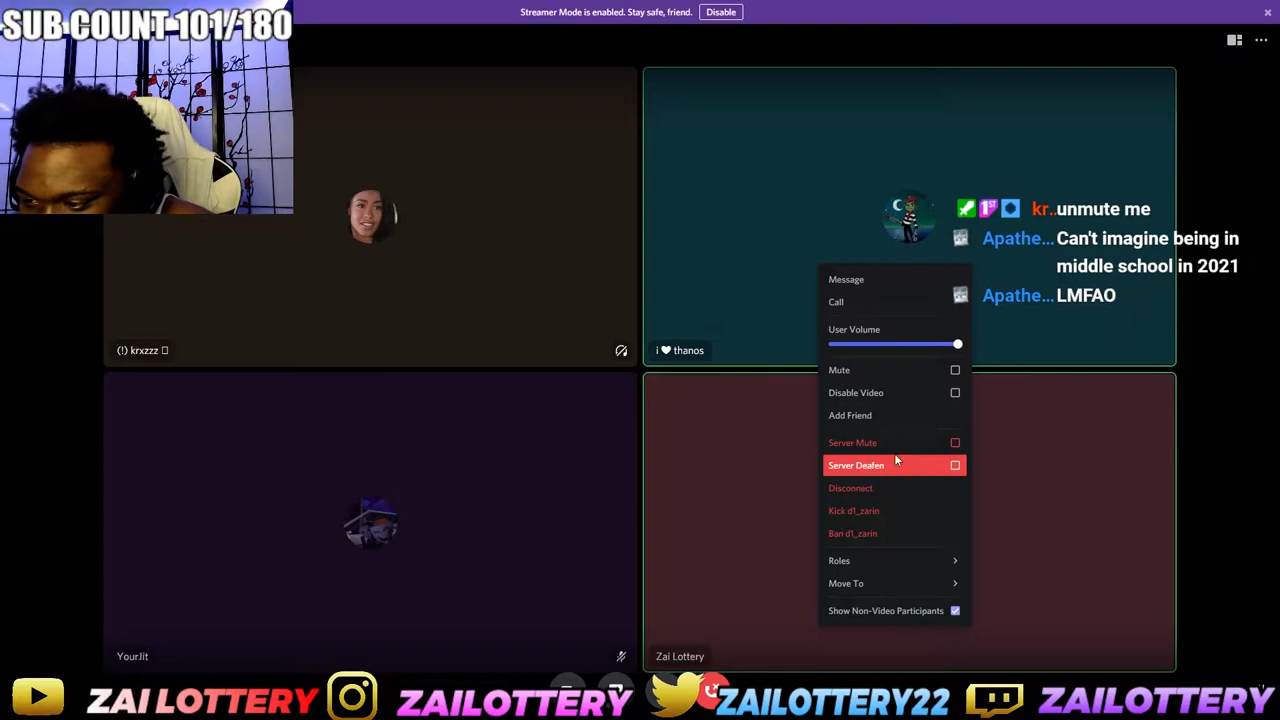 SUB COUNT 101/180
Streamer Mode is enabled. Stay safe, friend. Disable
kr.. unmute me
Apathe... Can't imagine being in
middle school in 2021
Apathe... LMFAO
(!) krxzzz
i ♥ thanos
Message
Call
User Volume
Mute
Disable Video
Add Friend
Server Mute
Server Deafen
Disconnect
Kick d1_zarin
Ban d1_zarin
Roles
Move To
Show Non-Video Participants
YourJit
Zai Lottery
ZAI LOTTERY ZAILOTTERY ZAILOTTERY22 ZAILOTTERY